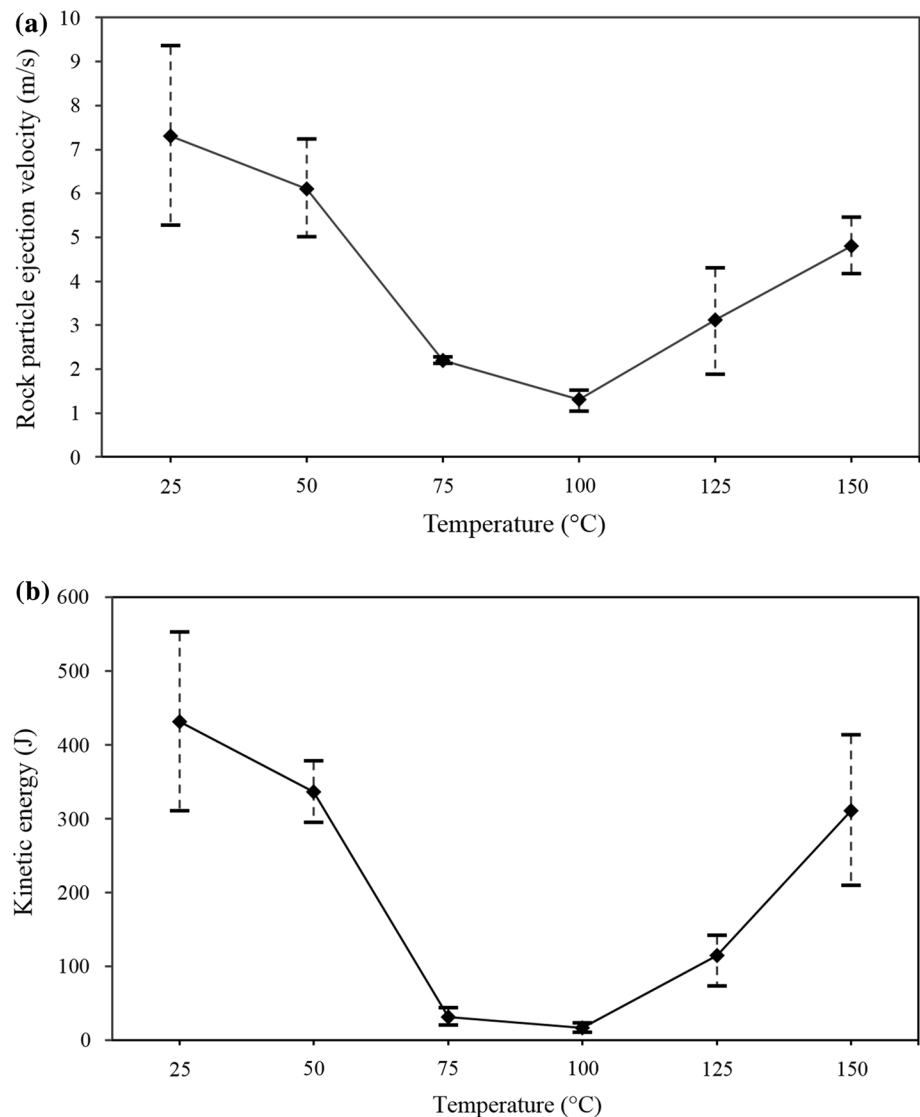 (a)
10
9
8
7
6
5
4
3
2
1
0
Rock particle ejection velocity (m/s)
25 50 75 100 125 150
Temperature (°C)
(b)
600
500
400
300
200
100
0
Kinetic energy (J)
25 50 75 100 125 150
Temperature (°C)